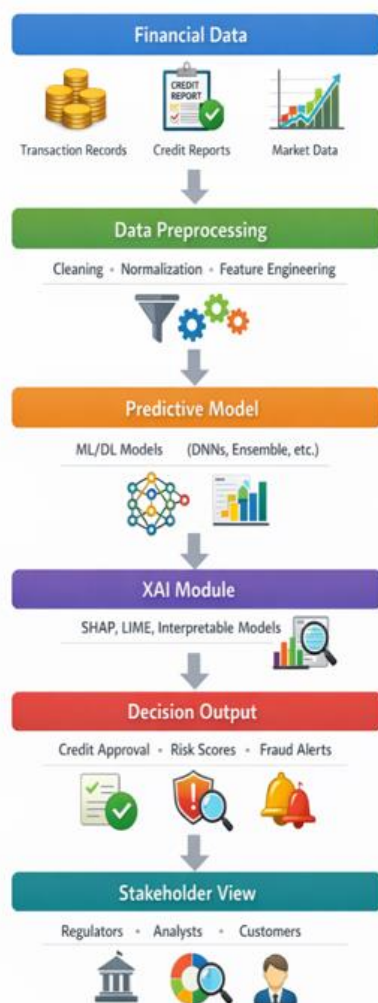 Financial Data
CREDIT
REPORT
Transaction Records Credit Reports Market Data
Data Preprocessing
Cleaning • Normalization • Feature Engineering
Predictive Model
ML/DL Models (DNNs, Ensemble, etc.)
XAI Module
SHAP, LIME, Interpretable Models
Decision Output
Credit Approval • Risk Scores • Fraud Alerts
Stakeholder View
Regulators • Analysts • Customers